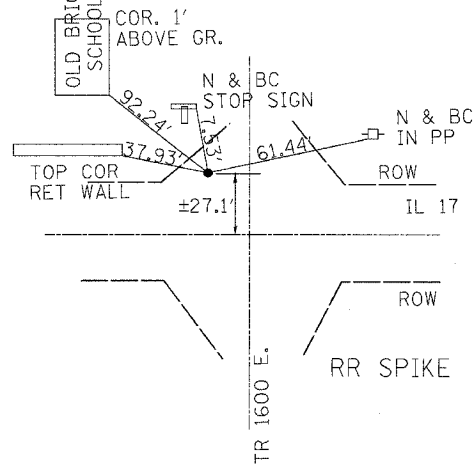 OLD BRIC
SCHOOL
COR. 1'
ABOVE GR.
92.24'
N & BC
STOP SIGN
7.53'
N & BC
IN PP
61.44'
37.93'
TOP COR
RET WALL
ROW
±27.1'
IL 17
ROW
RR SPIKE
TR 1600 E.